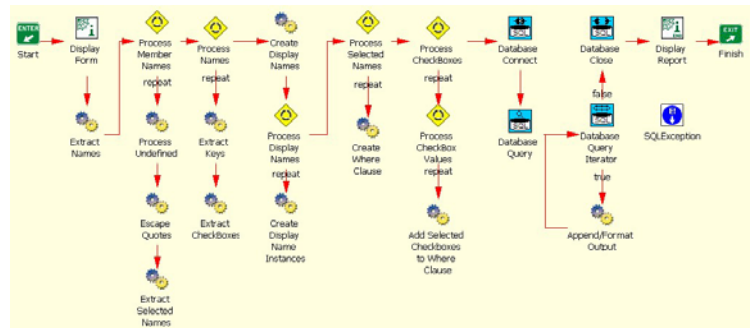 ENTER
Start
Display
Form
Extract
Names
Process
Member
Names
repeat
Process
Undefined
Escape
Quotes
Extract
Selected
Names
Process
Names
repeat
Extract
Keys
Extract
CheckBoxes
Create
Display
Names
Process
Display
Names
repeat
Create
Display
Name
Instances
Process
Selected
Names
repeat
Create
Where
Clause
Process
CheckBoxes
repeat
Process
CheckBox
Values
repeat
Add Selected
Checkboxes
to Where
Clause
SQL
Database
Connect
SQL
Database
Query
SQL
Database
Close
false
SQL
Database
Query
Iterator
true
Append/Format
Output
Display
Report
SQLException
EXIT
Finish